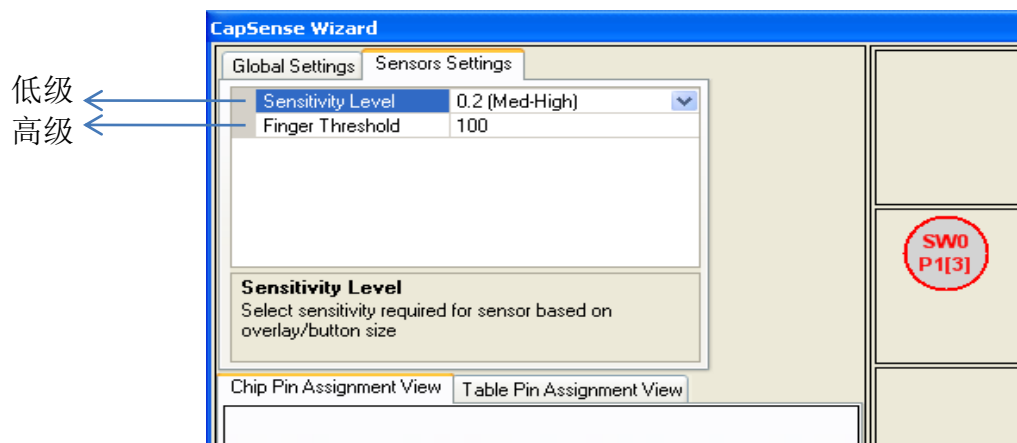 CapSense Wizard
Global Settings Sensors Settings
低级
Sensitivity Level 0.2 (Med-High)
高级
Finger Threshold 100
SW0
P1[3]
Sensitivity Level
Select sensitivity required for sensor based on
overlay/button size
Chip Pin Assignment View Table Pin Assignment View